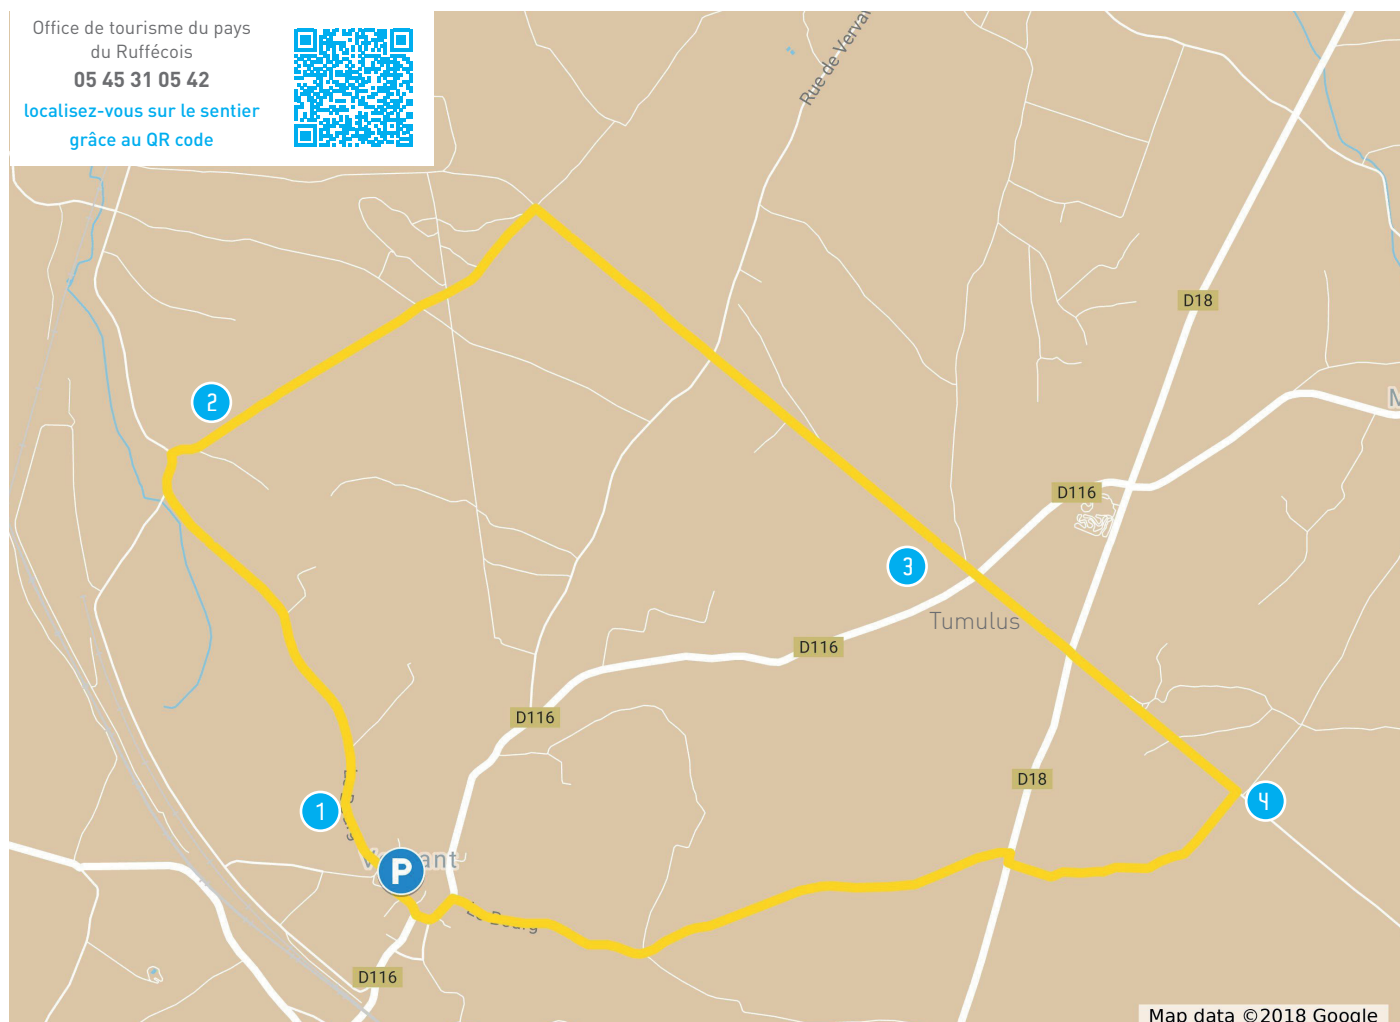 Office de tourisme du pays
du Ruffécois
05 45 31 05 42
localisez-vous sur le sentier
grâce au QR code
Rue de
D18
2
M
D116
3
Tumulus
D116
D116
D18
4
1
P
Le Bourg
D116
Map data ©2018 Google